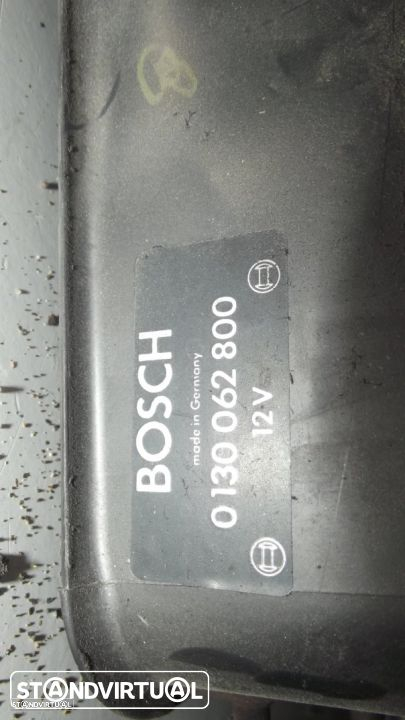 BOSCH
made in Germany
0 130 062 800
12 V
STANDVIRTUAL